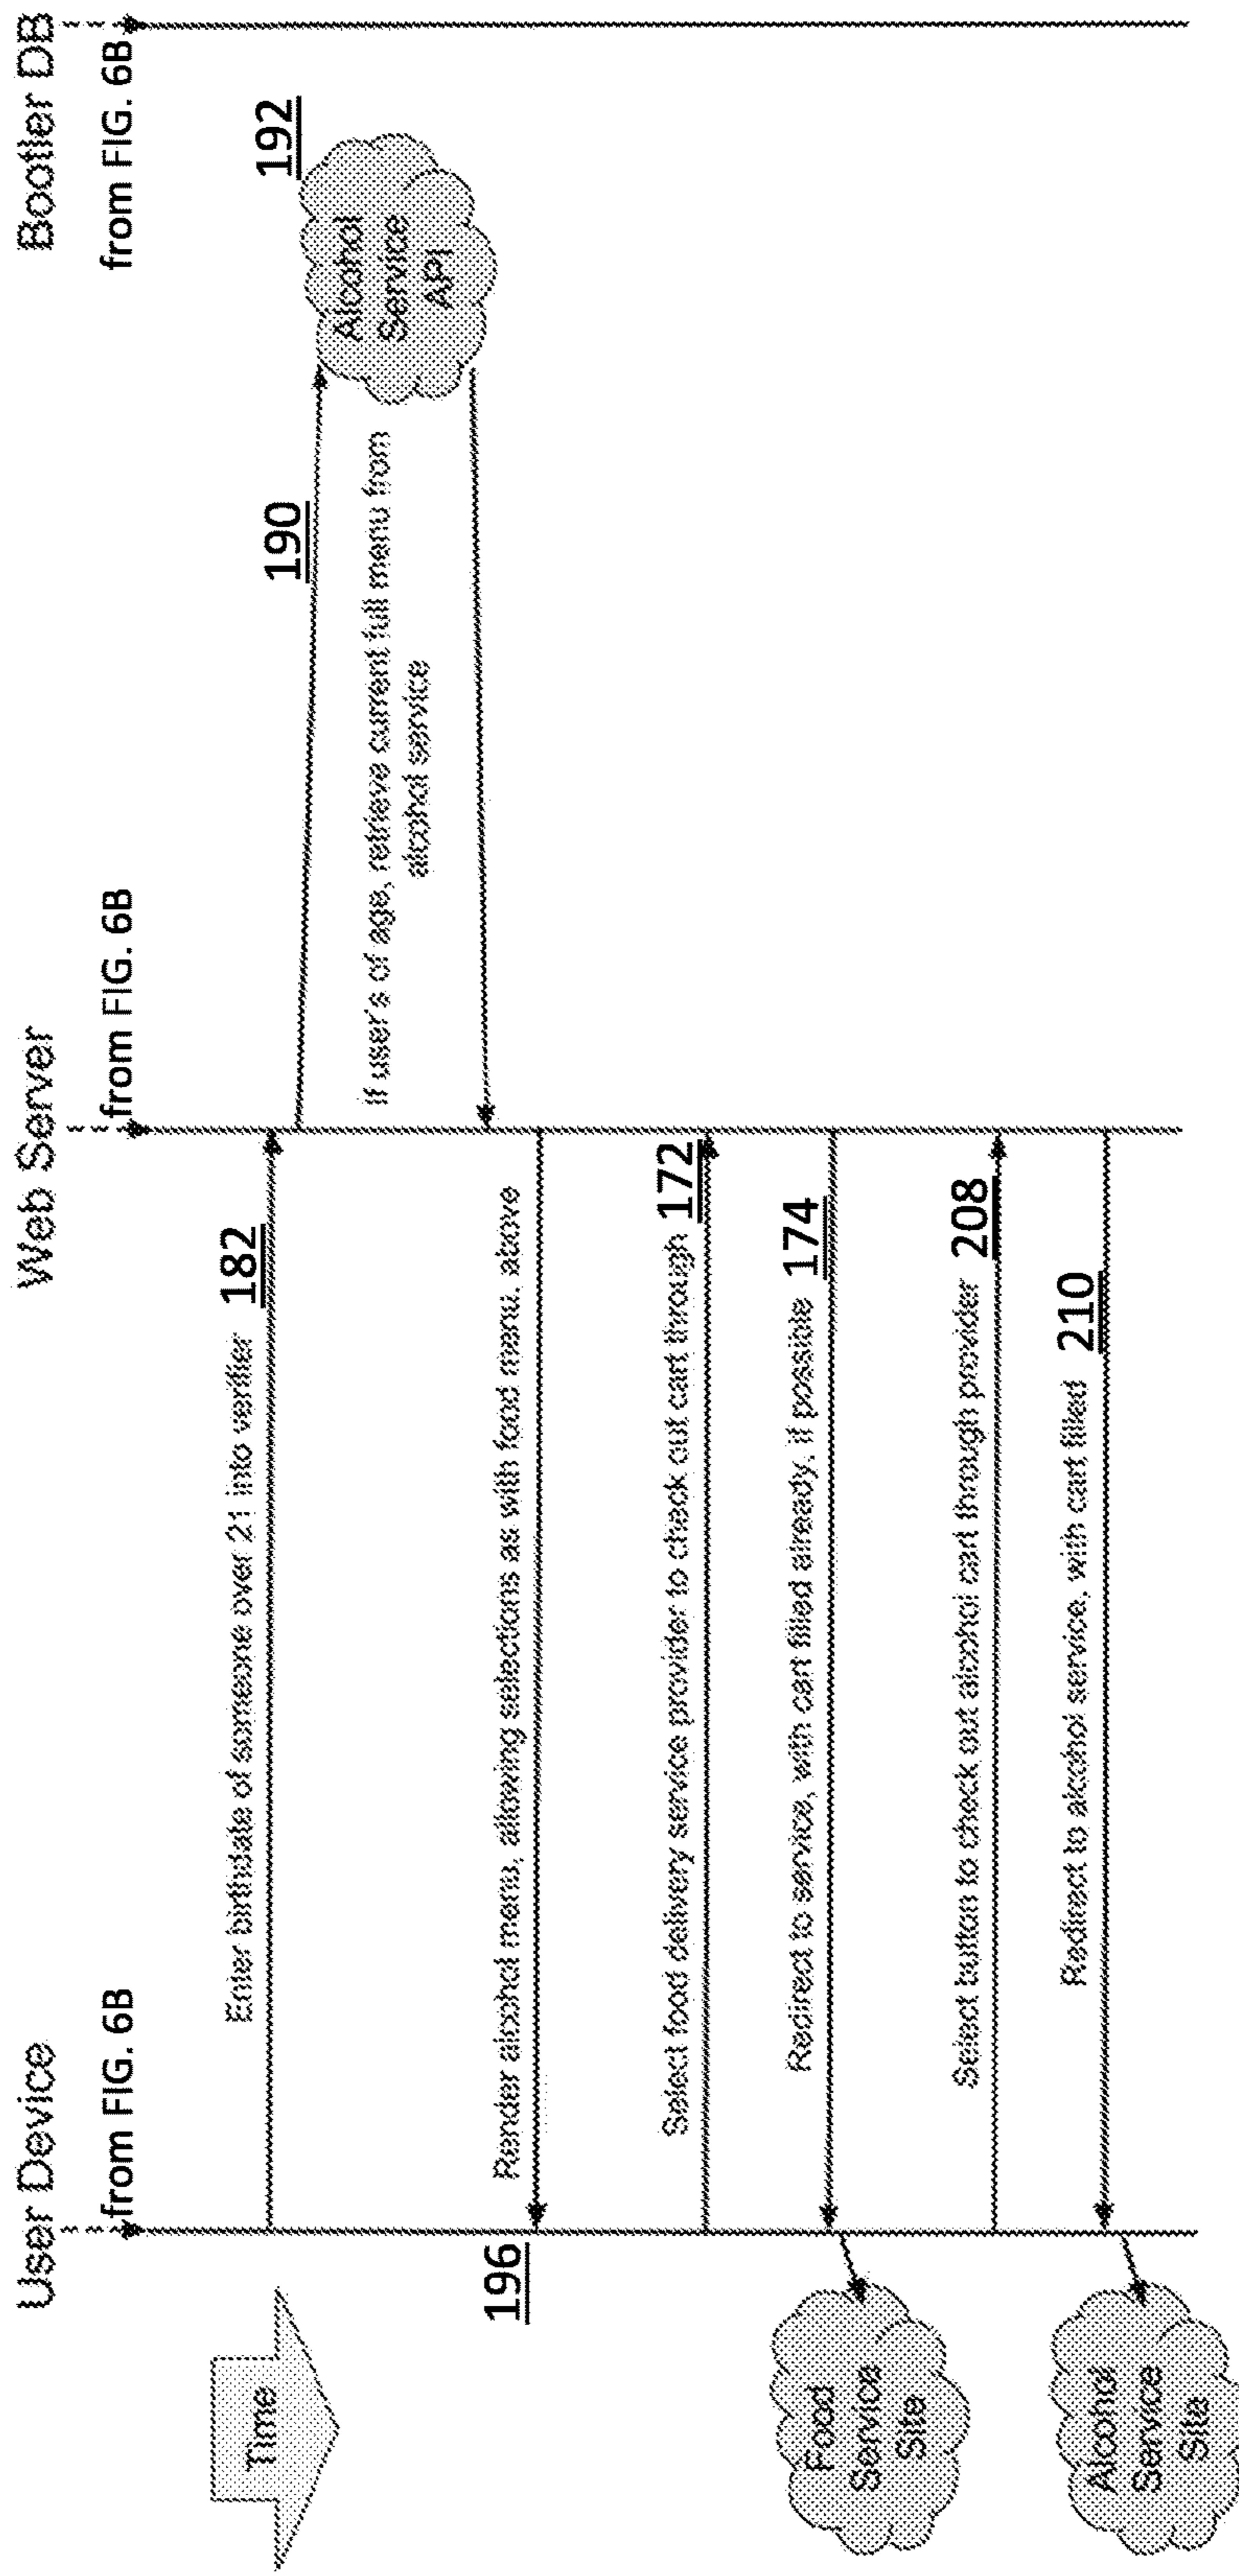 User Device
Web Server
Bootler DB
from FIG. 6B
from FIG. 6B
from FIG. 6B
Time
Enter birthdate of someone over 21 into verifier 182
190
192
Alcohol
Service
API
If user's of age, retrieve current full menu from
alcohol service
196
Render alcohol menu, allowing selections as with food menu, above
Select food delivery service provider to check out cart through 172
Redirect to service, with cart filled already, if possible 174
Food
Service
Site
Select button to check out alcohol cart through provider 208
Redirect to alcohol service, with cart filled 210
Alcohol
Service
Site